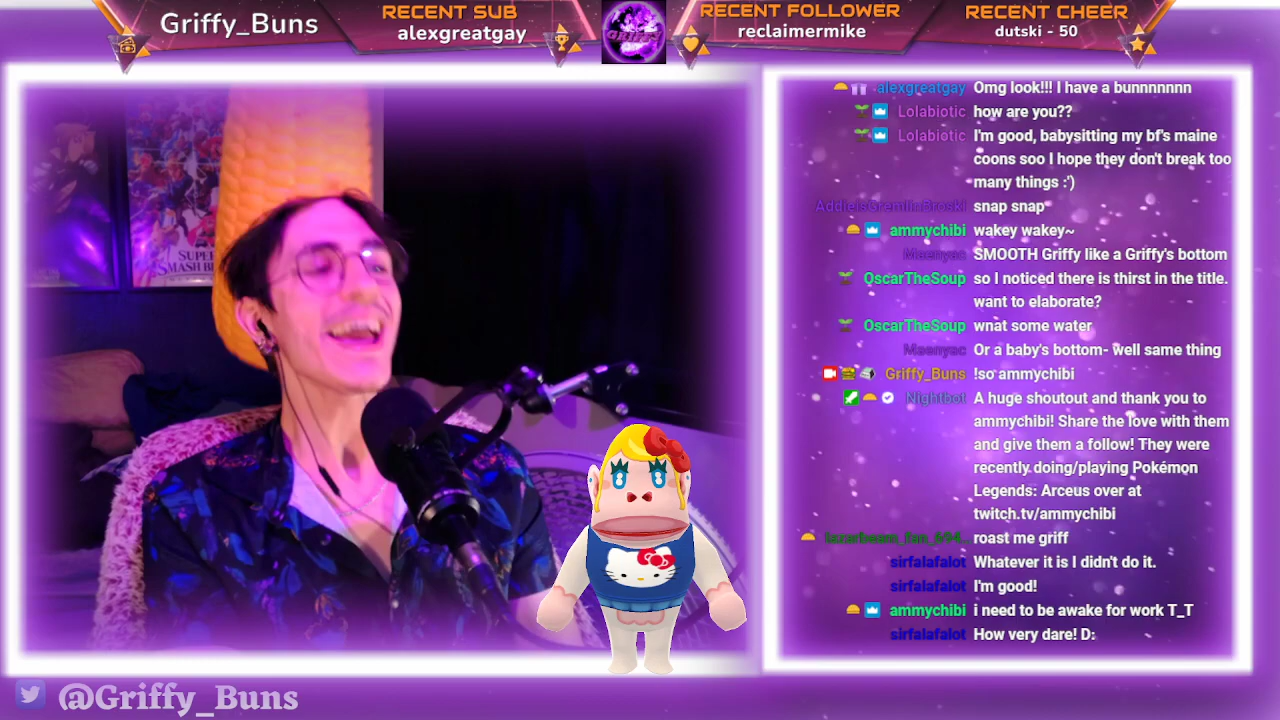 Griffy_Buns
RECENT SUB
alexgreatgay
GRIFFY
RECENT FOLLOWER
reclaimermike
RECENT CHEER
dutski - 50
SUPER
SMASH
alexgreatgay Omg look!!! I have a bunnnnnnn
Lolabiotic how are you??
Lolabiotic I'm good, babysitting my bf's maine
coons soo I hope they don't break too
many things :')
AddieIsGremlinBroski snap snap
ammychibi wakey wakey~
Maenyac SMOOTH Griffy like a Griffy's bottom
OscarTheSoup so I noticed there is thirst in the title.
want to elaborate?
OscarTheSoup wnat some water
Maenyac Or a baby's bottom- well same thing
Griffy_Buns !so ammychibi
Nightbot A huge shoutout and thank you to
ammychibi! Share the love with them
and give them a follow! They were
recently doing/playing Pokémon
Legends: Arceus over at
twitch.tv/ammychibi
roast me griff
sirfalafalot Whatever it is I didn't do it.
sirfalafalot I'm good!
ammychibi i need to be awake for work T_T
sirfalafalot How very dare! D:
@Griffy_Buns